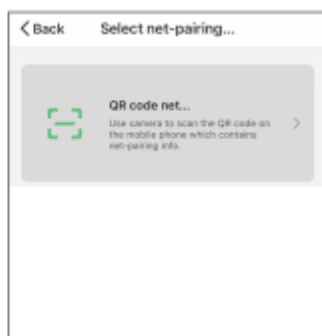 Back Select net-pairing...
QR code net...
Use camera to scan the QR code on
the mobile phone which contains
net-pairing info.